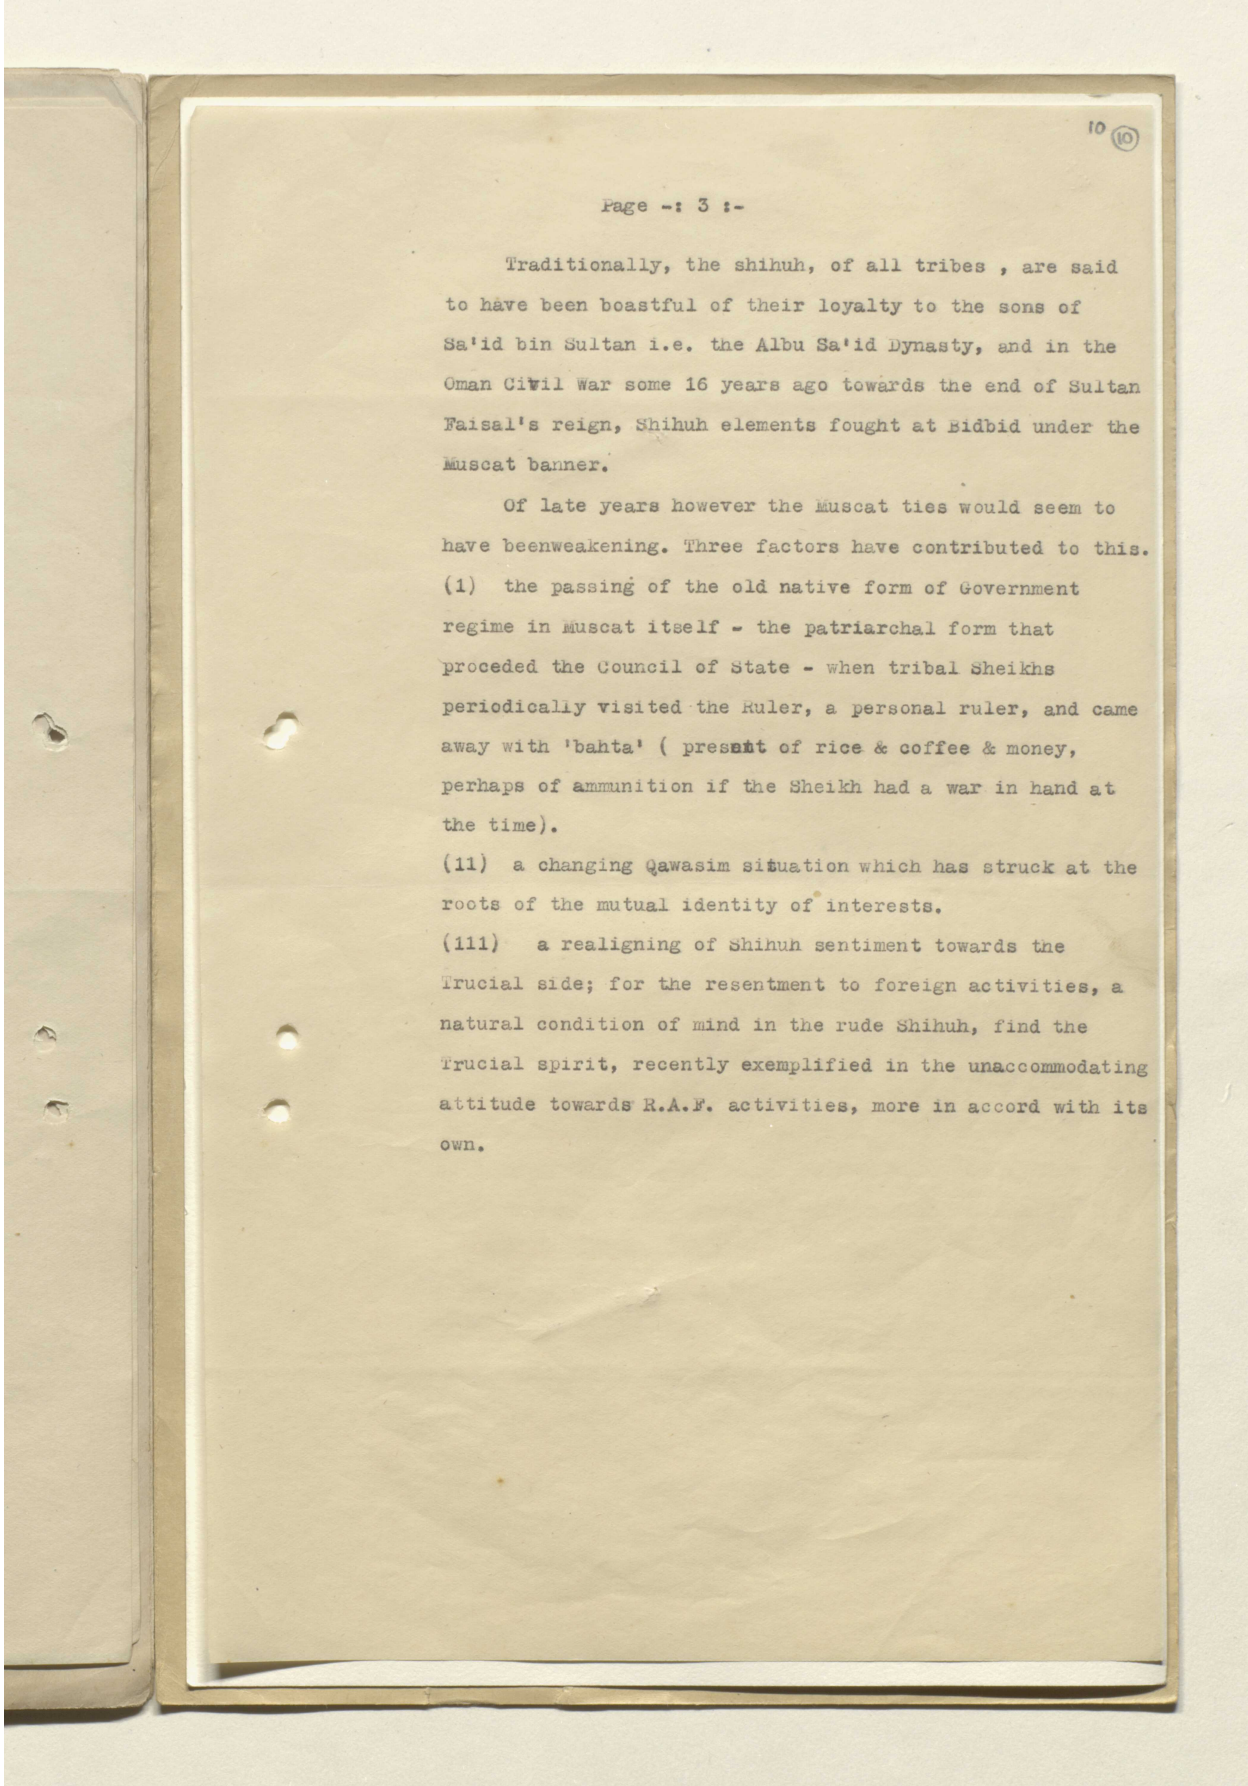 10 10
Page -: 3 :-
Traditionally, the shihuh, of all tribes , are said
to have been boastful of their loyalty to the sons of
Sa'id bin Sultan i.e. the Albu Sa'id Dynasty, and in the
Oman Civil War some 16 years ago towards the end of Sultan
Faisal's reign, Shihuh elements fought at Bidbid under the
Muscat banner.
Of late years however the Muscat ties would seem to
have beenweakening. Three factors have contributed to this.
(1) the passing of the old native form of Government
regime in Muscat itself - the patriarchal form that
proceded the Council of State - when tribal Sheikhs
periodically visited the Ruler, a personal ruler, and came
away with 'bahta' ( present of rice & coffee & money,
perhaps of ammunition if the Sheikh had a war in hand at
the time).
(11) a changing Qawasim situation which has struck at the
roots of the mutual identity of interests.
(111) a realigning of Shihuh sentiment towards the
Trucial side; for the resentment to foreign activities, a
natural condition of mind in the rude Shihuh, find the
Trucial spirit, recently exemplified in the unaccommodating
attitude towards R.A.F. activities, more in accord with its
own.